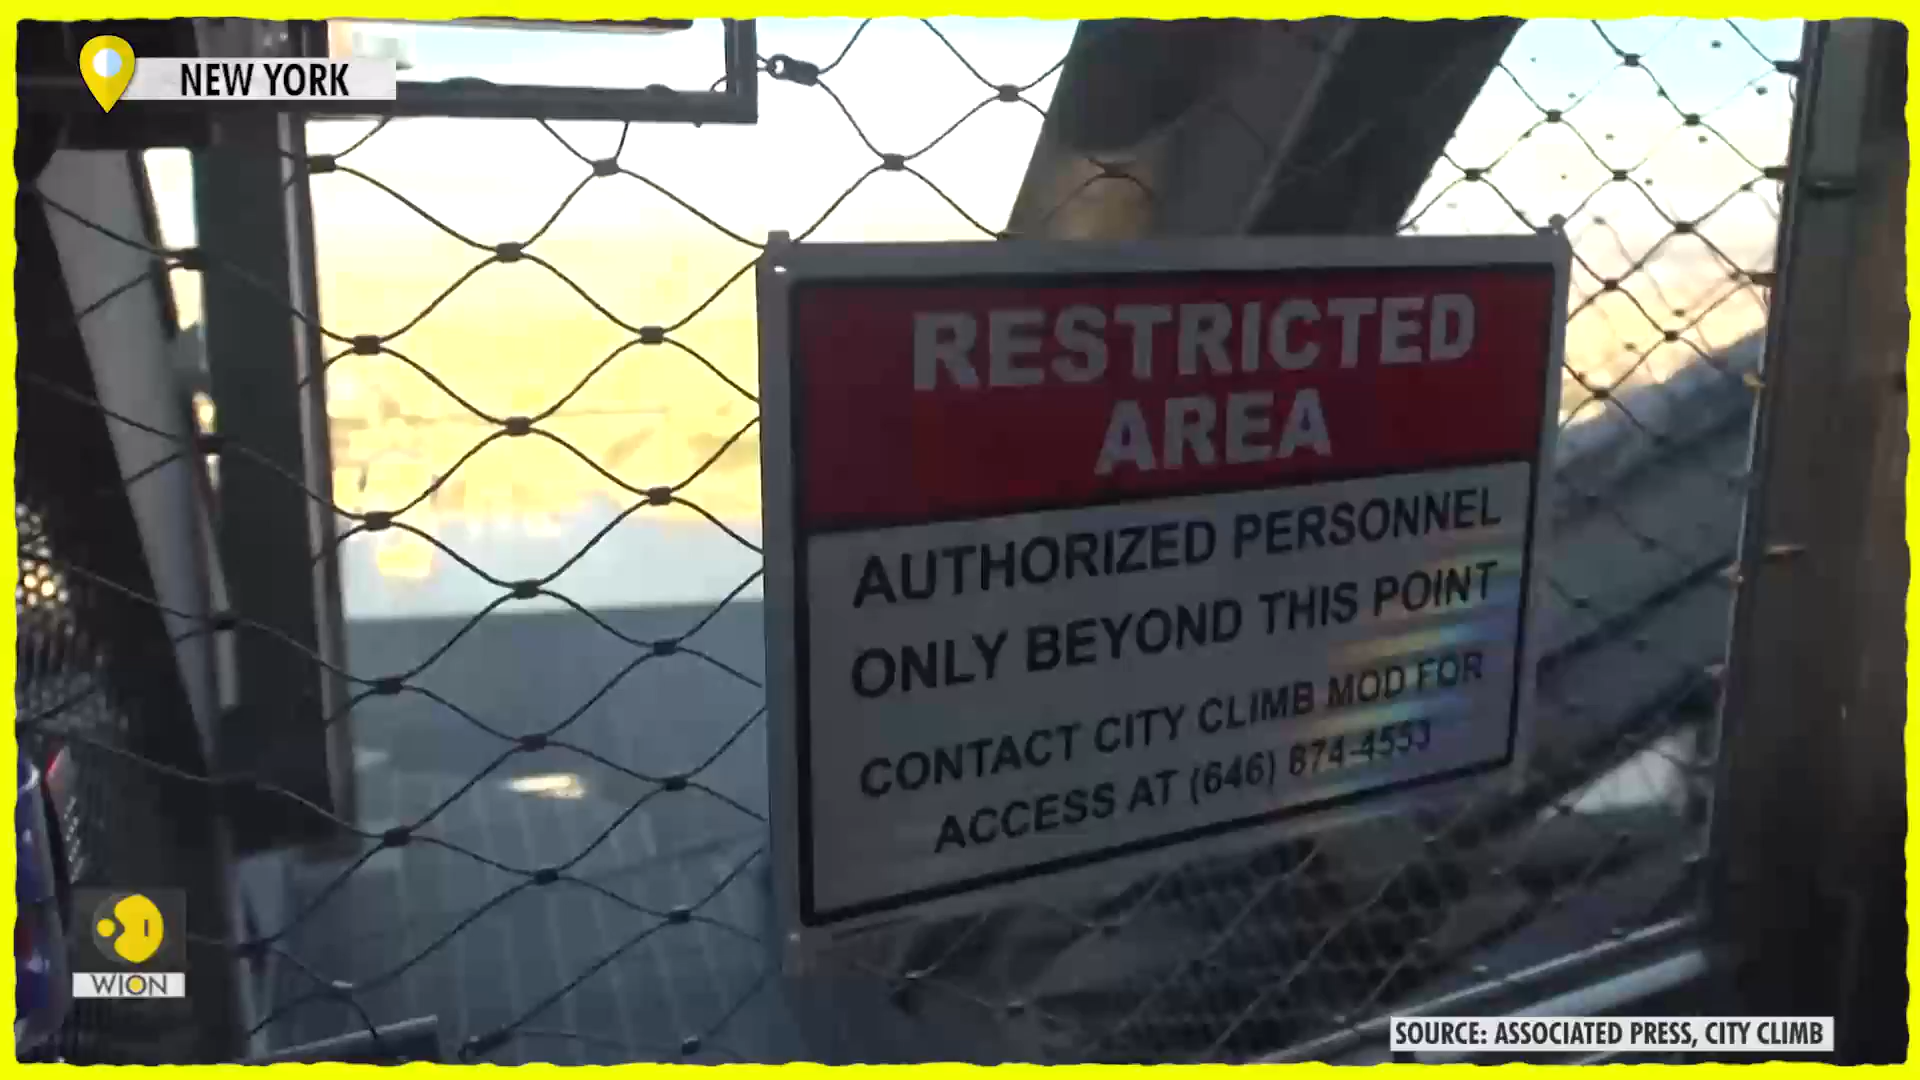 NEW YORK
RESTRICTED
AREA
AUTHORIZED PERSONNEL
ONLY BEYOND THIS POINT
CONTACT CITY CLIMB MOD FOR
ACCESS AT (646) 874-4553
WION
SOURCE: ASSOCIATED PRESS, CITY CLIMB